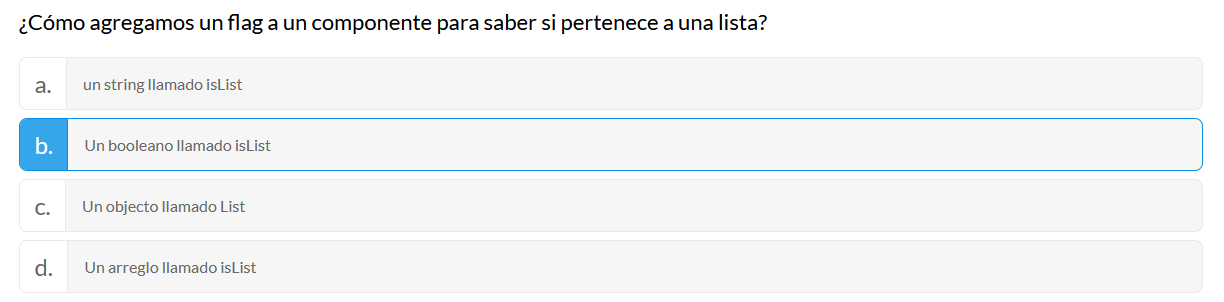 ¿Cómo agregamos un flag a un componente para saber si pertenece a una lista?
a. un string llamado isList
b. Un booleano llamado isList
c. Un objecto llamado List
d. Un arreglo llamado isList